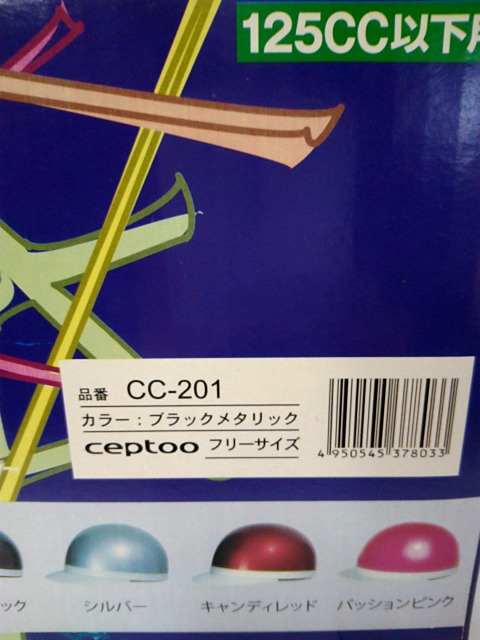 125CC以下用
品番 CC-201
カラー：ブラックメタリック
ceptoo フリーサイズ
4 950545 378033
ック シルバー キャンディレッド パッションピンク